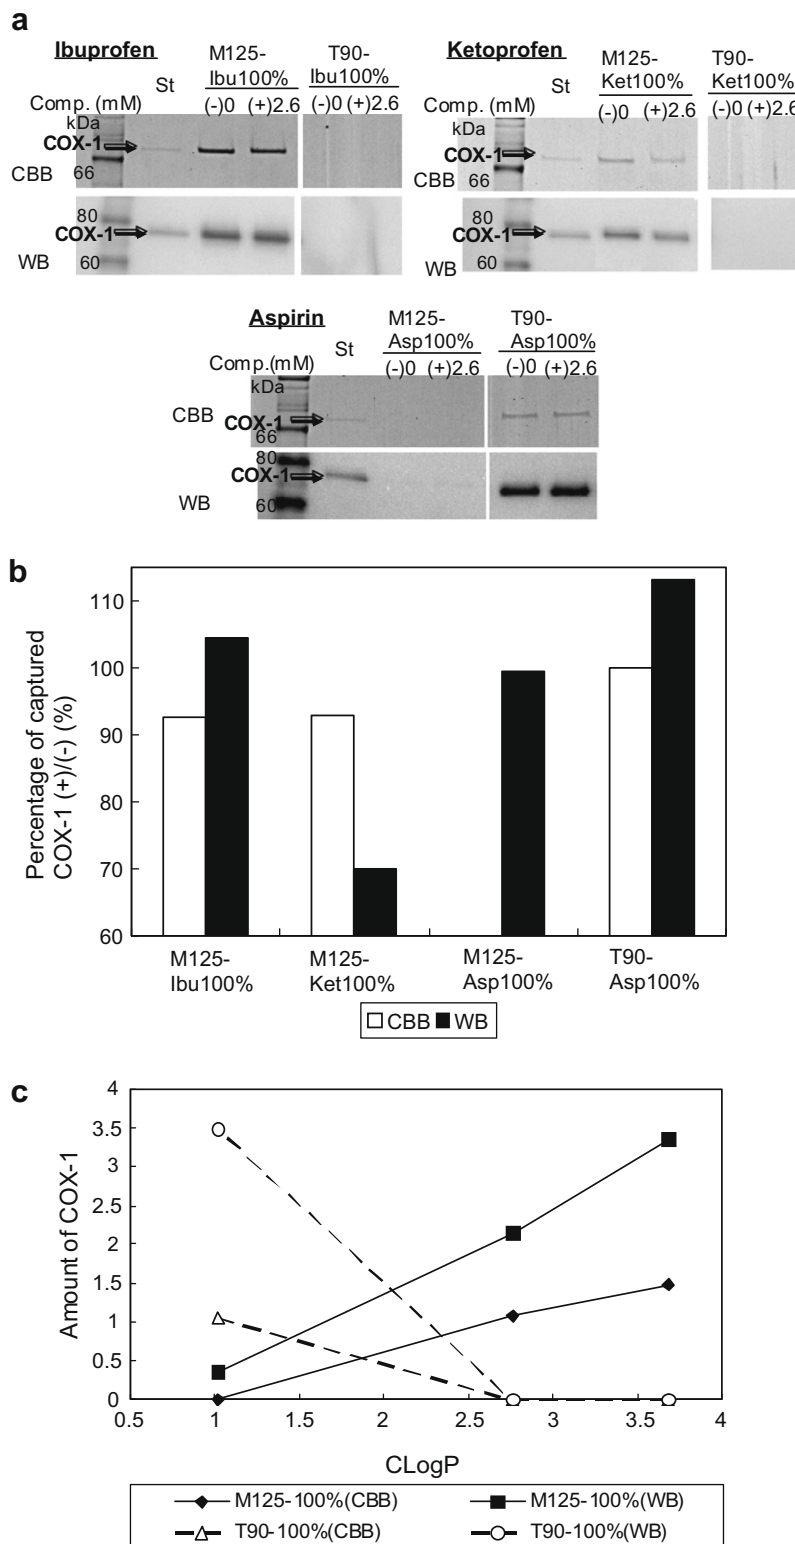 a
Ibuprofen
M125-
Ibu100%
T90-
Ibu100%
St
Comp. (mM)
(-)0 (+)2.6
(-)0 (+)2.6
kDa
COX-1
66
CBB
80
COX-1
60
WB
Ketoprofen
M125-
Ket100%
T90-
Ket100%
St
Comp. (mM)
(-)0 (+)2.6
(-)0 (+)2.6
kDa
COX-1
66
CBB
80
COX-1
60
WB
Aspirin
M125-
Asp100%
T90-
Asp100%
St
Comp.(mM)
(-)0 (+)2.6
(-)0 (+)2.6
kDa
CBB
COX-1
66
80
COX-1
60
WB
b
Percentage of captured
COX-1 (+)/(-) (%)
110
100
90
80
70
60
M125-
Ibu100%
M125-
Ket100%
M125-
Asp100%
T90-
Asp100%
CBB WB
c
Amount of COX-1
4
3.5
3
2.5
2
1.5
1
0.5
0
0.5 1 1.5 2 2.5 3 3.5 4
CLogP
M125-100%(CBB) M125-100%(WB)
T90-100%(CBB) T90-100%(WB)